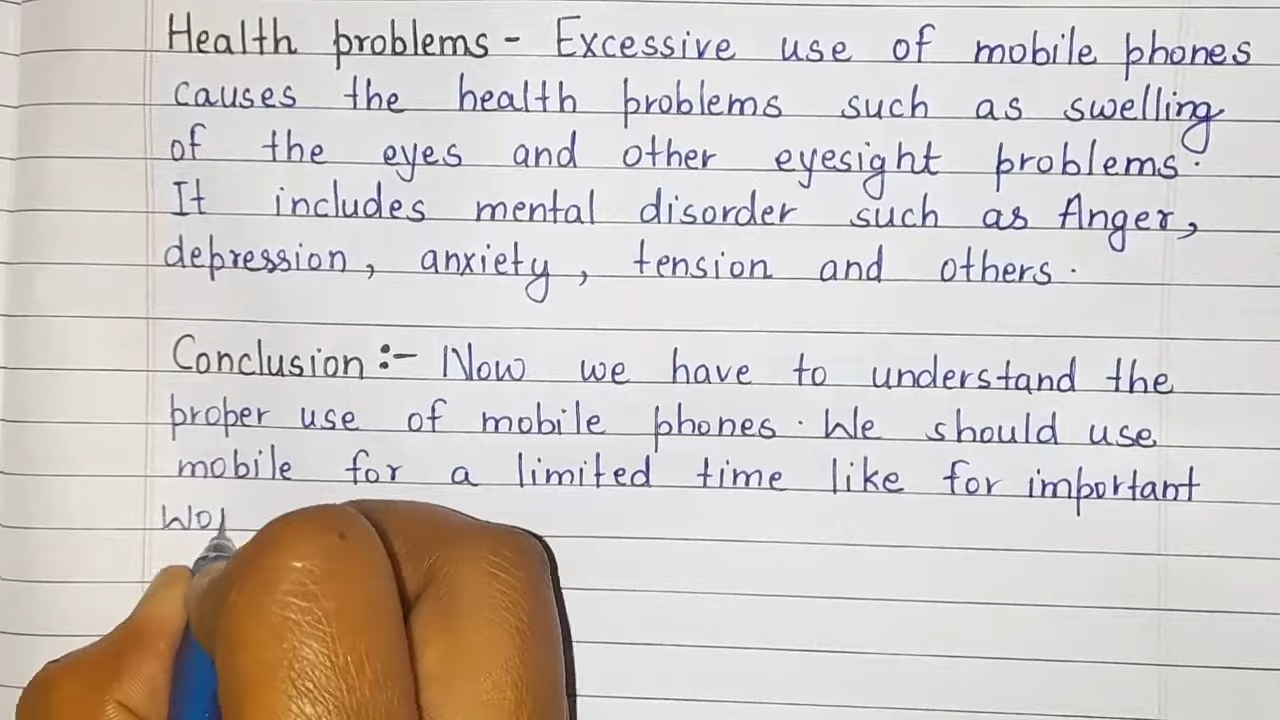 Health problems - Excessive use of mobile phones
causes the health problems such as swelling
of the eyes and other eyesight problems.
It includes mental disorder such as Anger,
depression, anxiety, tension and others.
Conclusion :- Now we have to understand the
proper use of mobile phones. We should use
mobile for a limited time like for important